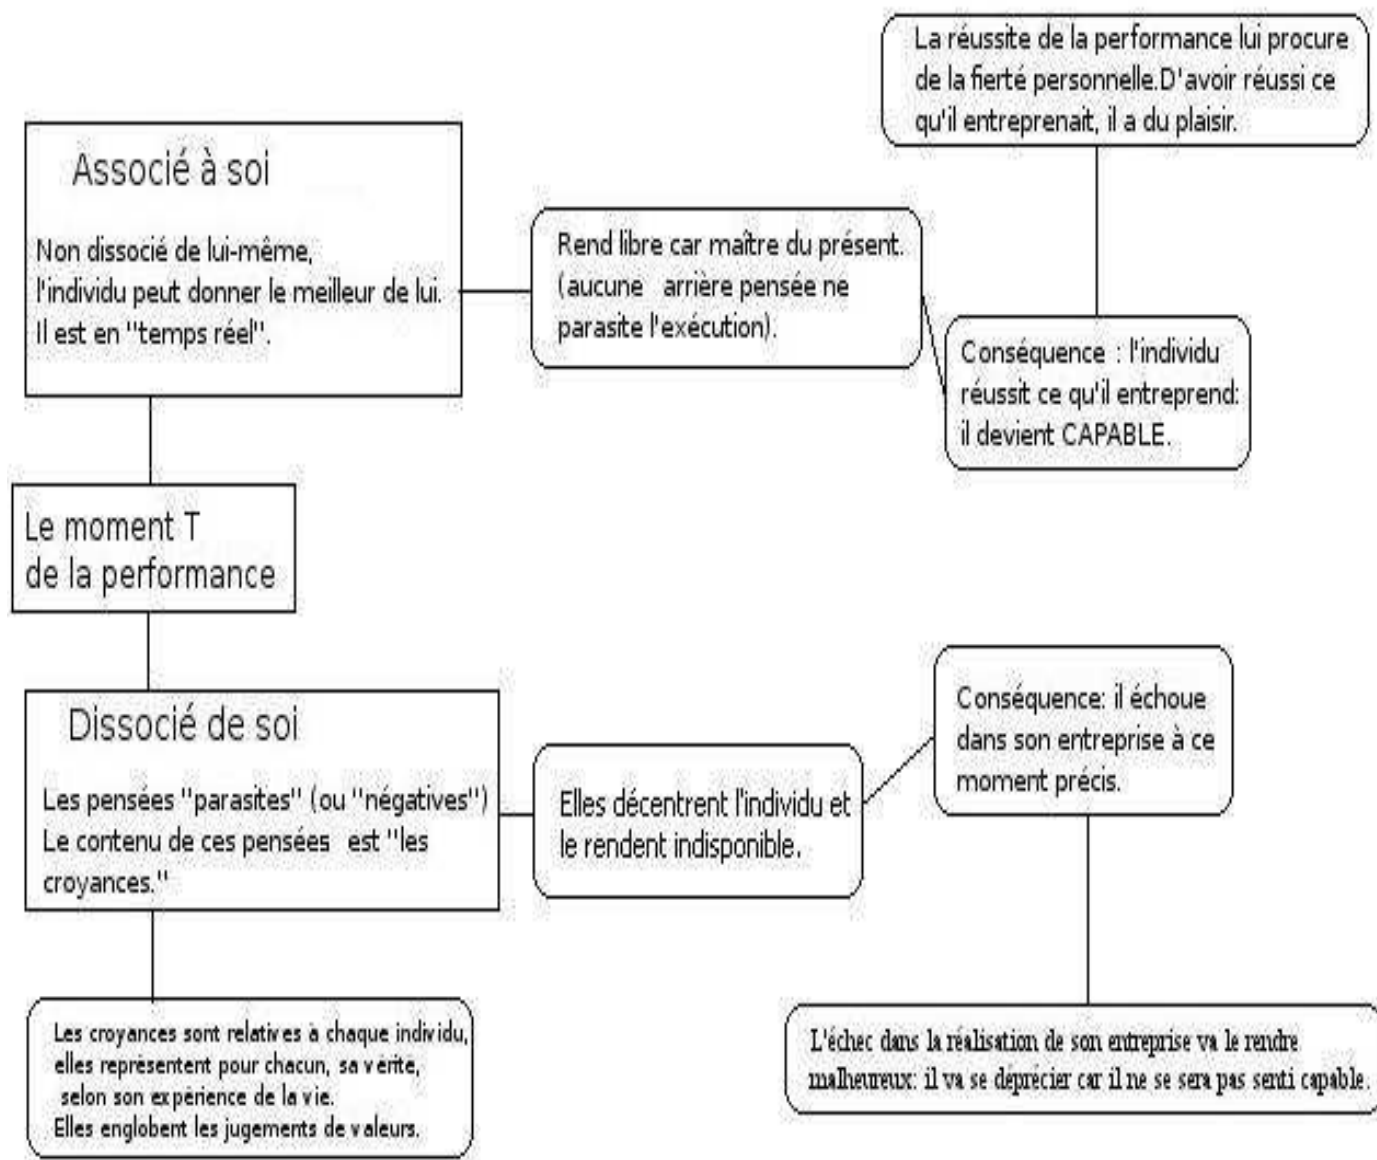 La réussite de la performance lui procure
de la fierté personnelle.D'avoir réussi ce
qu'il entreprenait, il a du plaisir.
Associé à soi
Non dissocié de lui-même,
l'individu peut donner le meilleur de lui.
Il est en "temps réel".
Rend libre car maître du présent.
(aucune arrière pensée ne
parasite l'exécution).
Conséquence : l'individu
réussit ce qu'il entreprend:
il devient CAPABLE.
Le moment T
de la performance
Dissocié de soi
Les pensées "parasites" (ou "négatives")
Le contenu de ces pensées est "les
croyances."
Elles décentrent l'individu et
le rendent indisponible.
Conséquence: il échoue
dans son entreprise à ce
moment précis.
Les croyances sont relatives à chaque individu,
elles représentent pour chacun, sa vérité,
selon son expérience de la vie.
Elles englobent les jugements de valeurs.
L'échec dans la réalisation de son entreprise va le rendre
malheureux: il va se déprécier car il ne se sera pas senti capable.